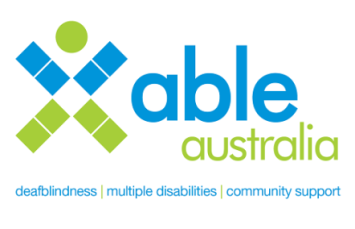 able
australia
deafblindness | multiple disabilities | community support